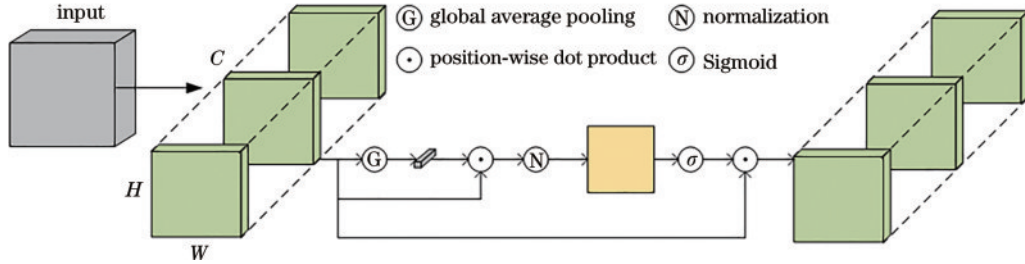 input
C
H
W
G global average pooling
N normalization
· position-wise dot product
σ Sigmoid
G
·
N
σ
·